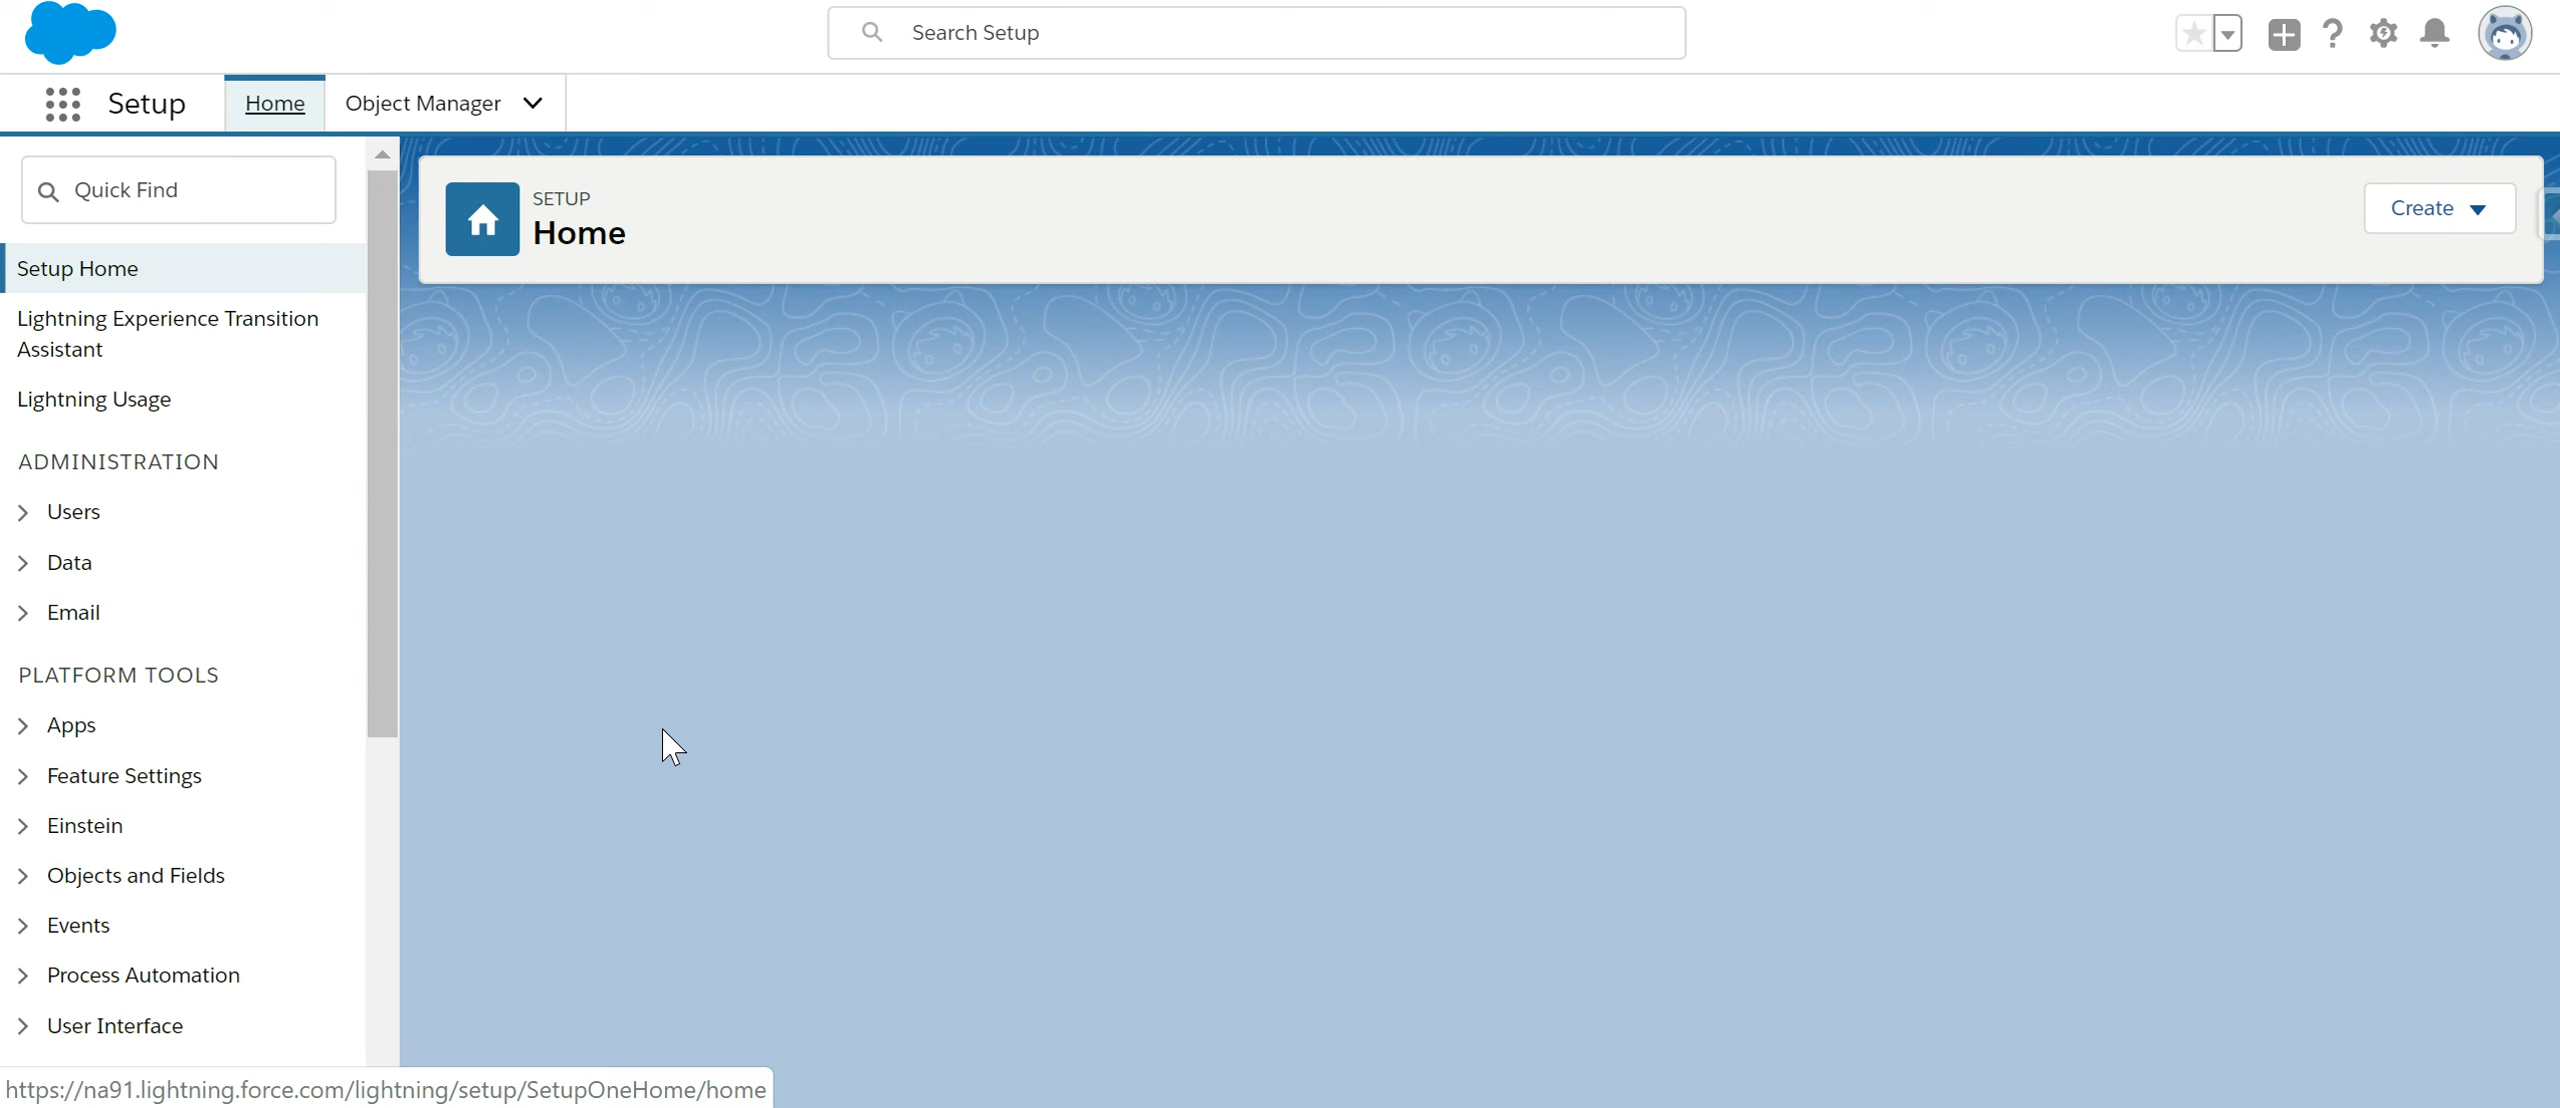 Search Setup
Setup
Home
Object Manager
Quick Find
SETUP
Home
Create
Setup Home
Lightning Experience Transition
Assistant
Lightning Usage
ADMINISTRATION
Users
Data
Email
PLATFORM TOOLS
Apps
Feature Settings
Einstein
Objects and Fields
Events
Process Automation
User Interface
https://na91.lightning.force.com/lightning/setup/SetupOneHome/home